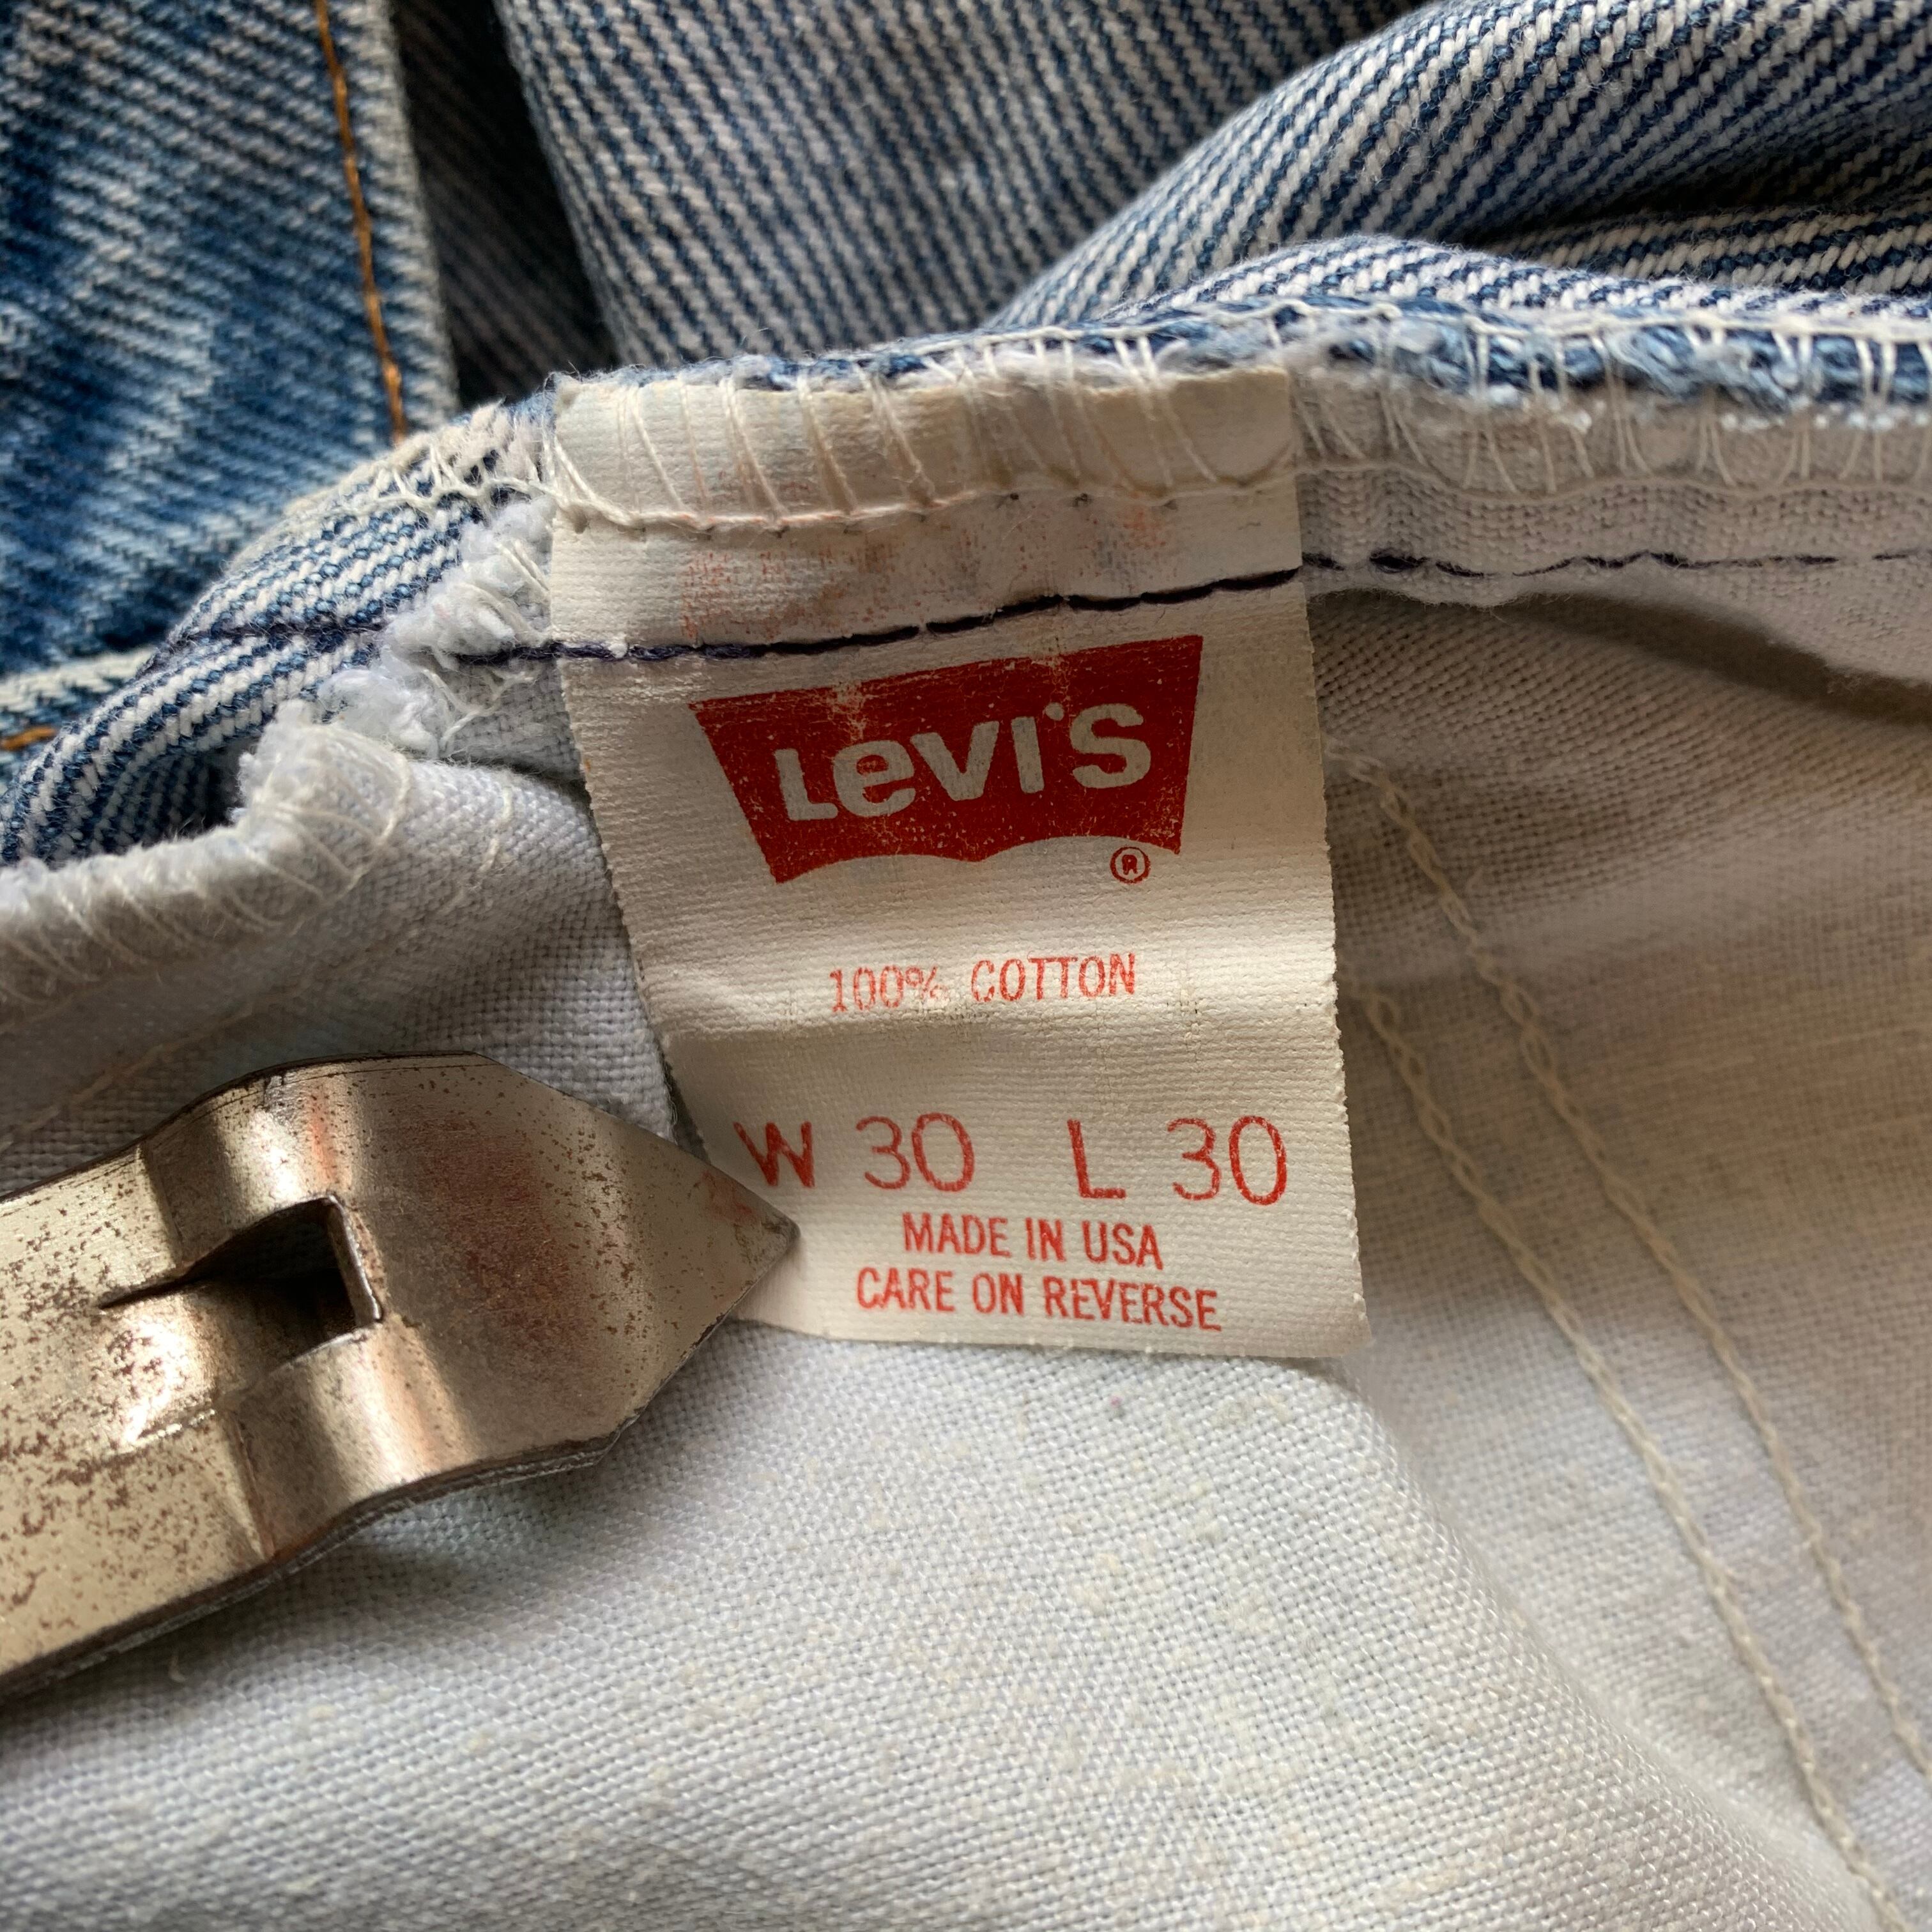 Levi's
®
100% COTTON
W 30 L 30
MADE IN USA
CARE ON REVERSE